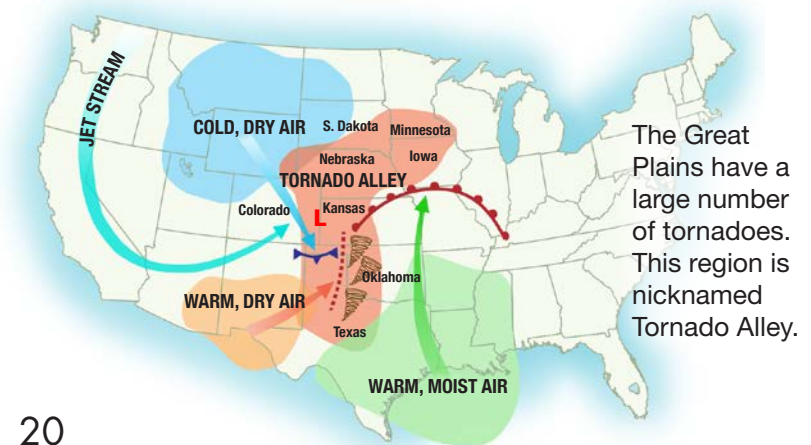 JET STREAM
COLD, DRY AIR
S. Dakota
Minnesota
Nebraska
Iowa
TORNADO ALLEY
Colorado
L
Kansas
Oklahoma
WARM, DRY AIR
Texas
WARM, MOIST AIR
The Great
Plains have a
large number
of tornadoes.
This region is
nicknamed
Tornado Alley.
20